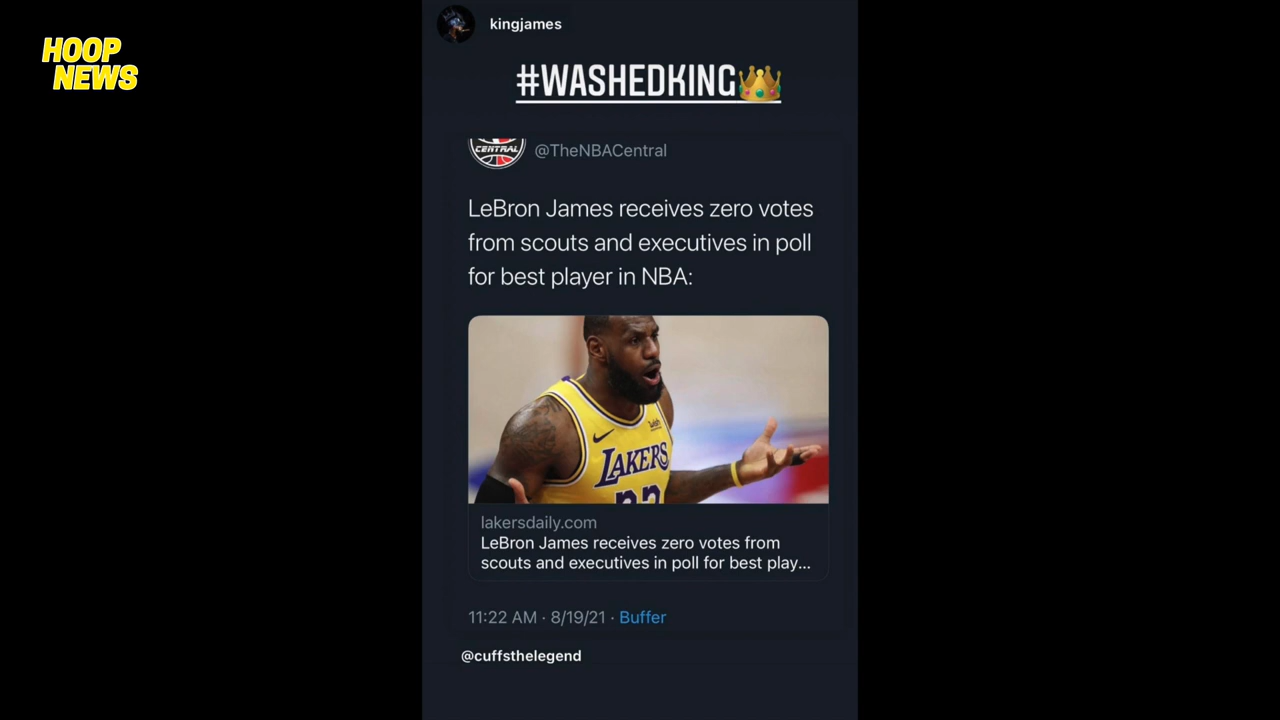 HOOP
NEWS
kingjames
#WASHEDKING👑
CENTRAL
@TheNBACentral
LeBron James receives zero votes
from scouts and executives in poll
for best player in NBA:
LAKERS
lakersdaily.com
LeBron James receives zero votes from
scouts and executives in poll for best play...
11:22 AM · 8/19/21 · Buffer
@cuffsthelegend